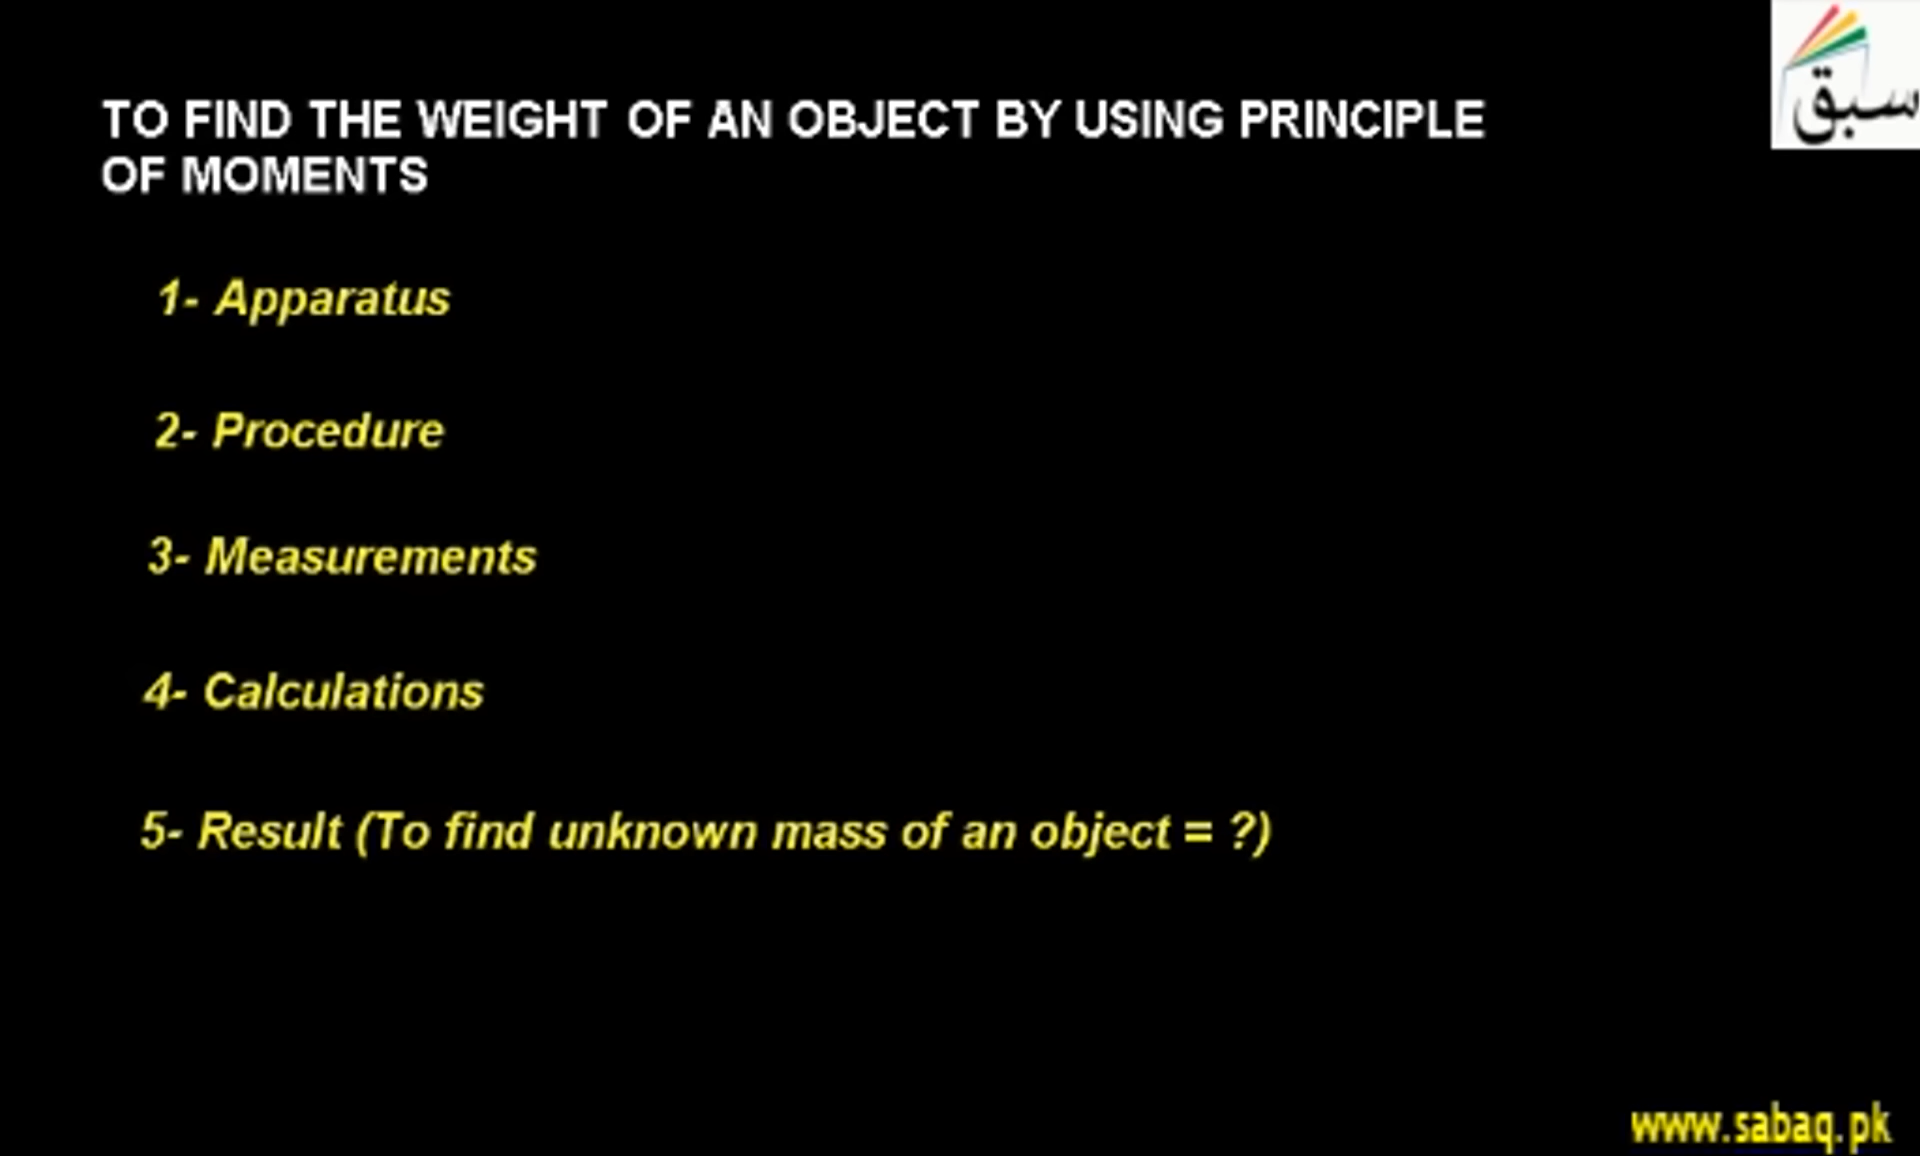 سبق
TO FIND THE WEIGHT OF AN OBJECT BY USING PRINCIPLE
OF MOMENTS
1- Apparatus
2- Procedure
3- Measurements
4- Calculations
5- Result (To find unknown mass of an object = ?)
www.sabaq.pk